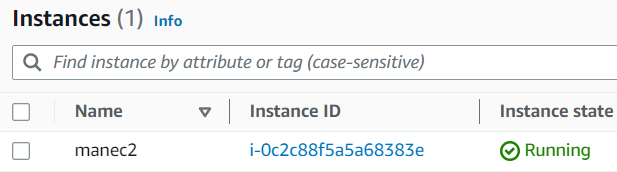 Instances (1) Info
Find instance by attribute or tag (case-sensitive)
Name Instance ID Instance state
manec2 i-0c2c88f5a5a68383e Running